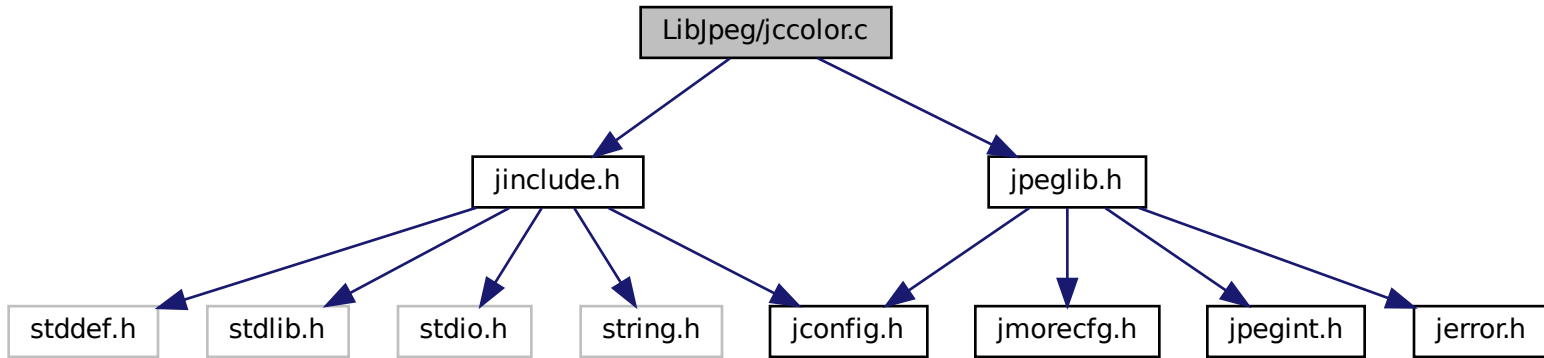 LibJpeg/jccolor.c
jinclude.h
jpeglib.h
stddef.h
stdlib.h
stdio.h
string.h
jconfig.h
jmorecfg.h
jpegint.h
jerror.h